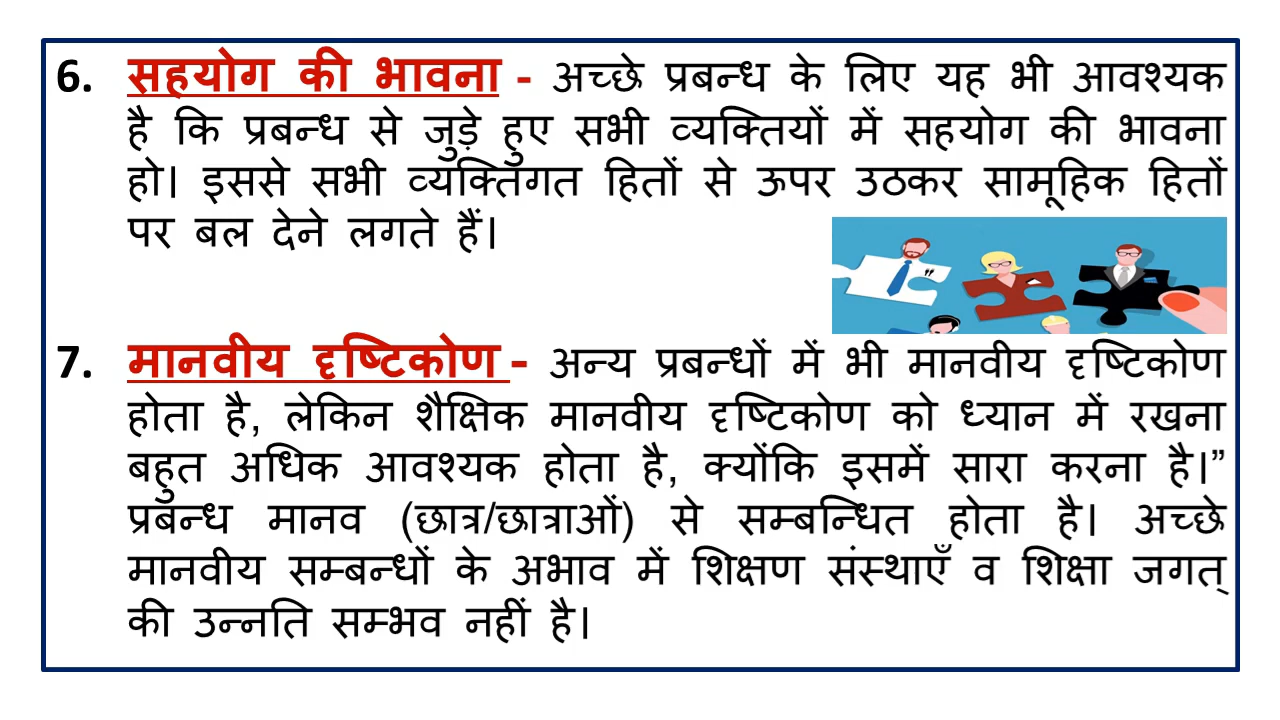 6. सहयोग की भावना - अच्छे प्रबन्ध के लिए यह भी आवश्यक
है कि प्रबन्ध से जुड़े हुए सभी व्यक्तियों में सहयोग की भावना
हो। इससे सभी व्यक्तिगत हितों से ऊपर उठकर सामूहिक हितों
पर बल देने लगते हैं।
7. मानवीय दृष्टिकोण - अन्य प्रबन्धों में भी मानवीय दृष्टिकोण
होता है, लेकिन शैक्षिक मानवीय दृष्टिकोण को ध्यान में रखना
बहुत अधिक आवश्यक होता है, क्योंकि इसमें सारा करना है।”
प्रबन्ध मानव (छात्र/छात्राओं) से सम्बन्धित होता है। अच्छे
मानवीय सम्बन्धों के अभाव में शिक्षण संस्थाएँ व शिक्षा जगत्
की उन्नति सम्भव नहीं है।